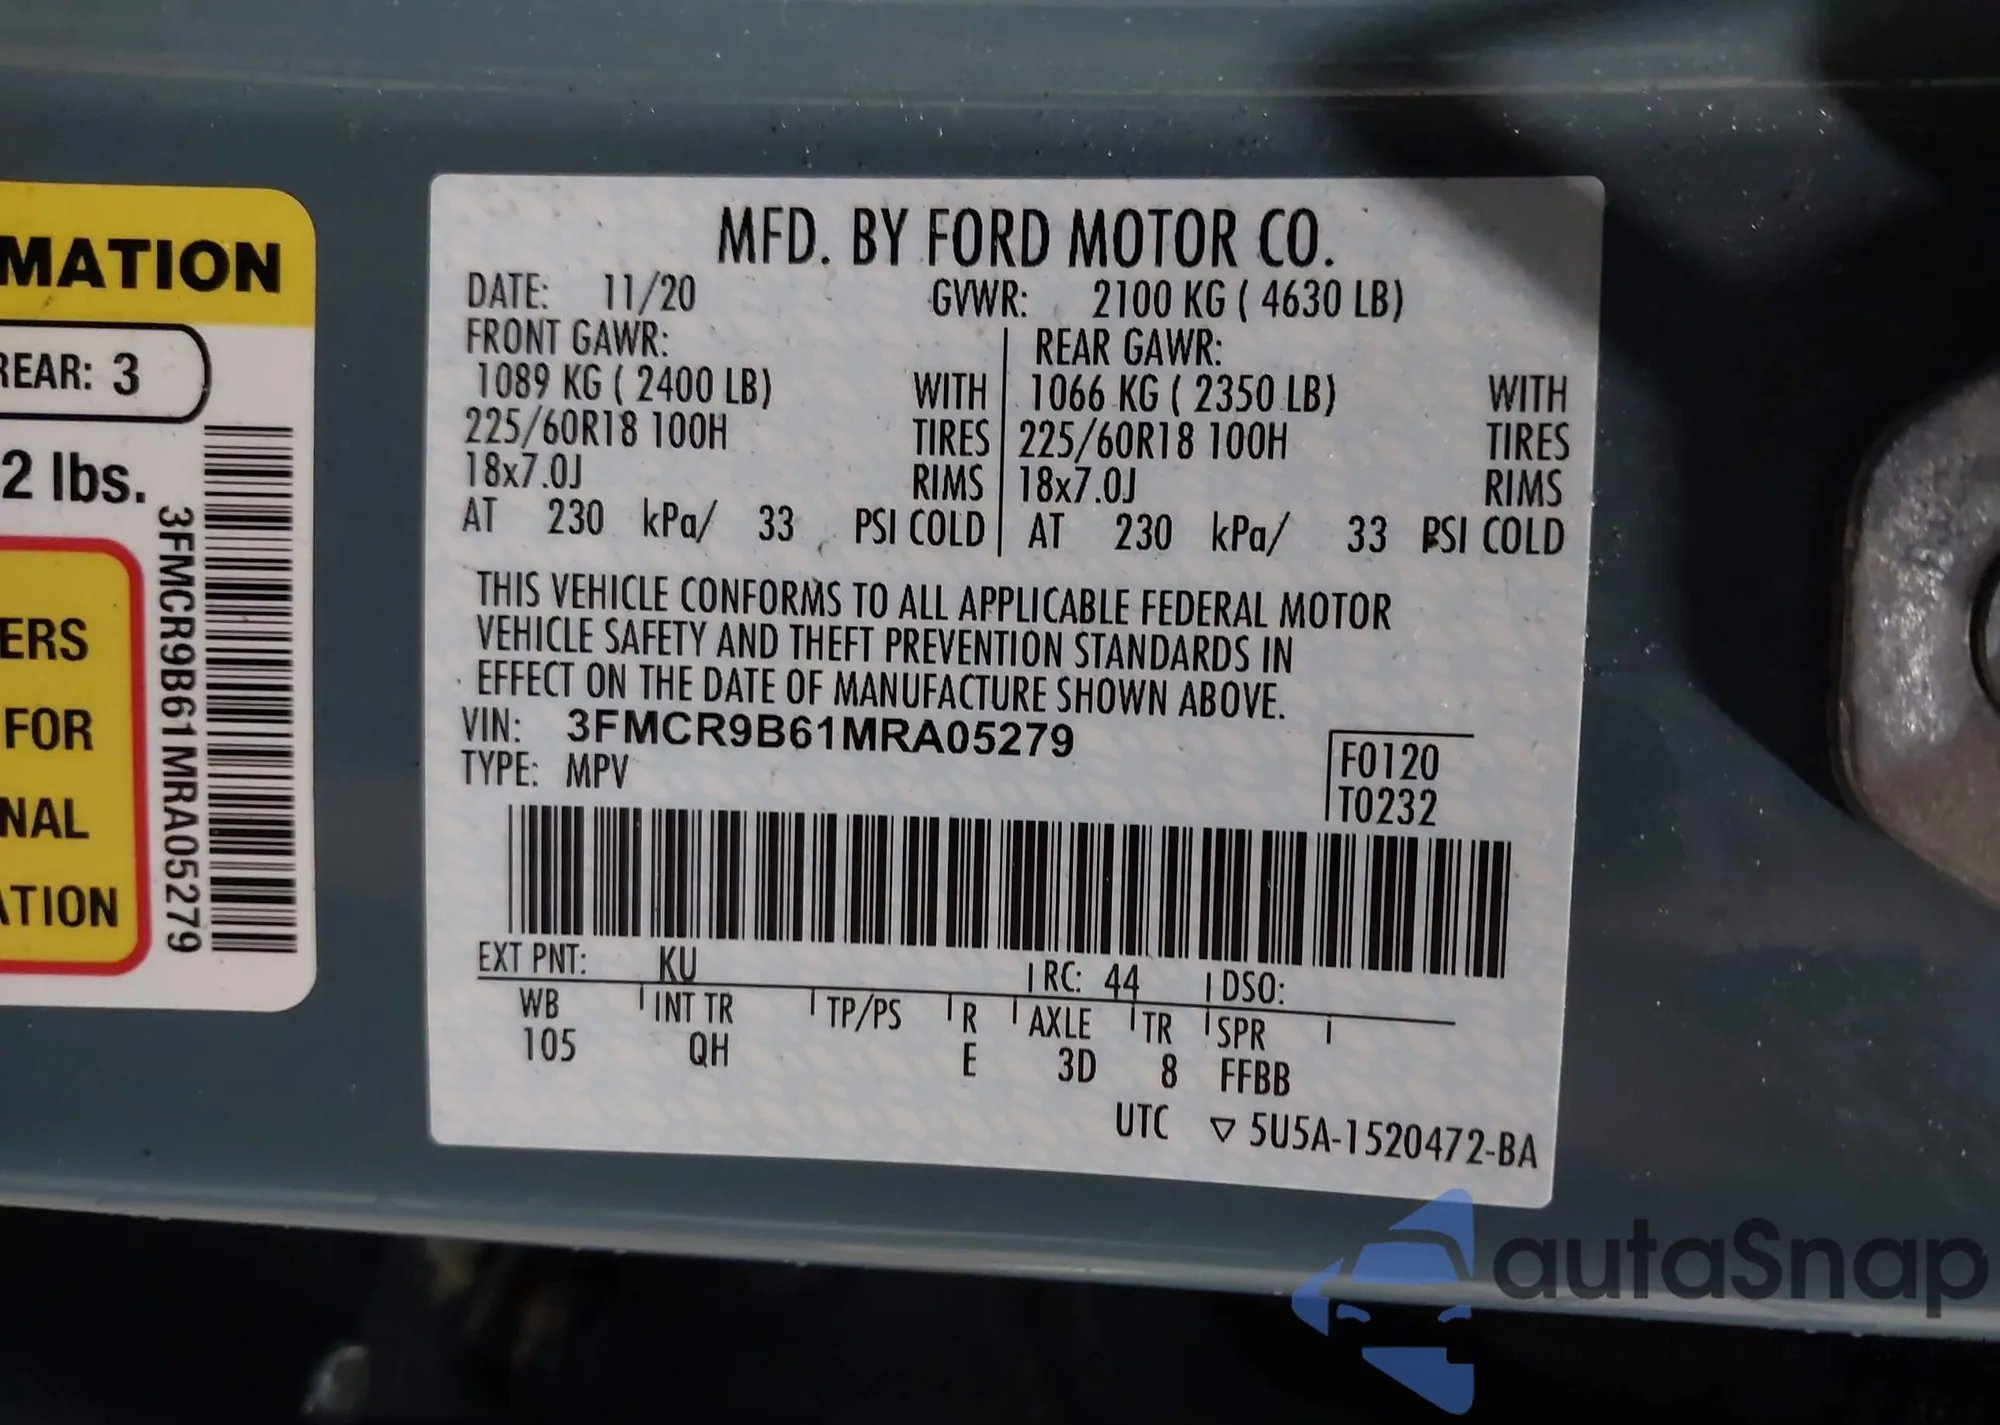 MATION
REAR: 3
2 lbs.
ERS
FOR
NAL
ATION
3FMCR9B61MRA05279
MFD. BY FORD MOTOR CO.
DATE: 11/20 GVWR: 2100 KG ( 4630 LB)
FRONT GAWR: REAR GAWR:
1089 KG ( 2400 LB) WITH 1066 KG ( 2350 LB) WITH
225/60R18 100H TIRES 225/60R18 100H TIRES
18x7.0J RIMS 18x7.0J RIMS
AT 230 kPa/ 33 PSI COLD AT 230 kPa/ 33 PSI COLD
THIS VEHICLE CONFORMS TO ALL APPLICABLE FEDERAL MOTOR
VEHICLE SAFETY AND THEFT PREVENTION STANDARDS IN
EFFECT ON THE DATE OF MANUFACTURE SHOWN ABOVE.
VIN: 3FMCR9B61MRA05279
TYPE: MPV
F0120
T0232
EXT PNT: KU RC: 44 DSO:
WB INT TR TP/PS R AXLE TR SPR
105 QH E 3D 8 FFBB
UTC ▽ 5U5A-1520472-BA
autaSnap